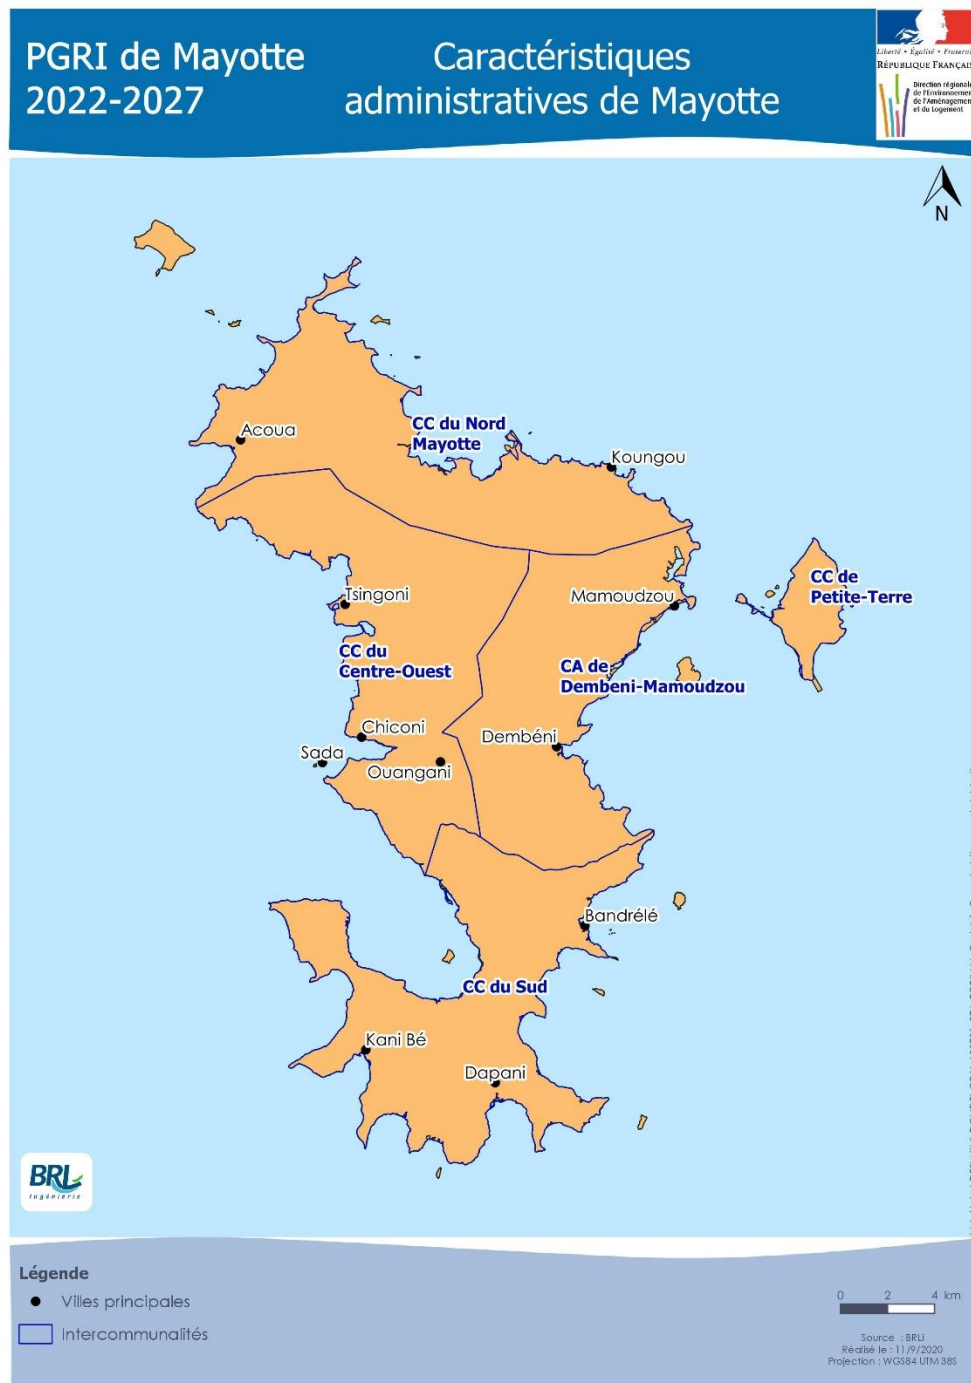 PGRI de Mayotte
2022-2027
Caractéristiques
administratives de Mayotte
RÉPUBLIQUE FRANÇAISE
Direction régionale
de l'Environnement
de l'Aménagement
et du Logement
N
Acoua
CC du Nord
Mayotte
Koungou
CC de
Petite-Terre
Tsingoni
Mamoudzou
CC du
Centre-Ouest
CA de
Dembeni-Mamoudzou
Chiconi
Dembéni
Sada
Ouangani
Bandrélé
CC du Sud
Kani Bé
Dapani
BRL
Ingénierie
Légende
Villes principales
Intercommunalités
0 2 4 km
Source : BRLi
Réalisé le : 11/9/2020
Projection : WGS84 UTM 38S